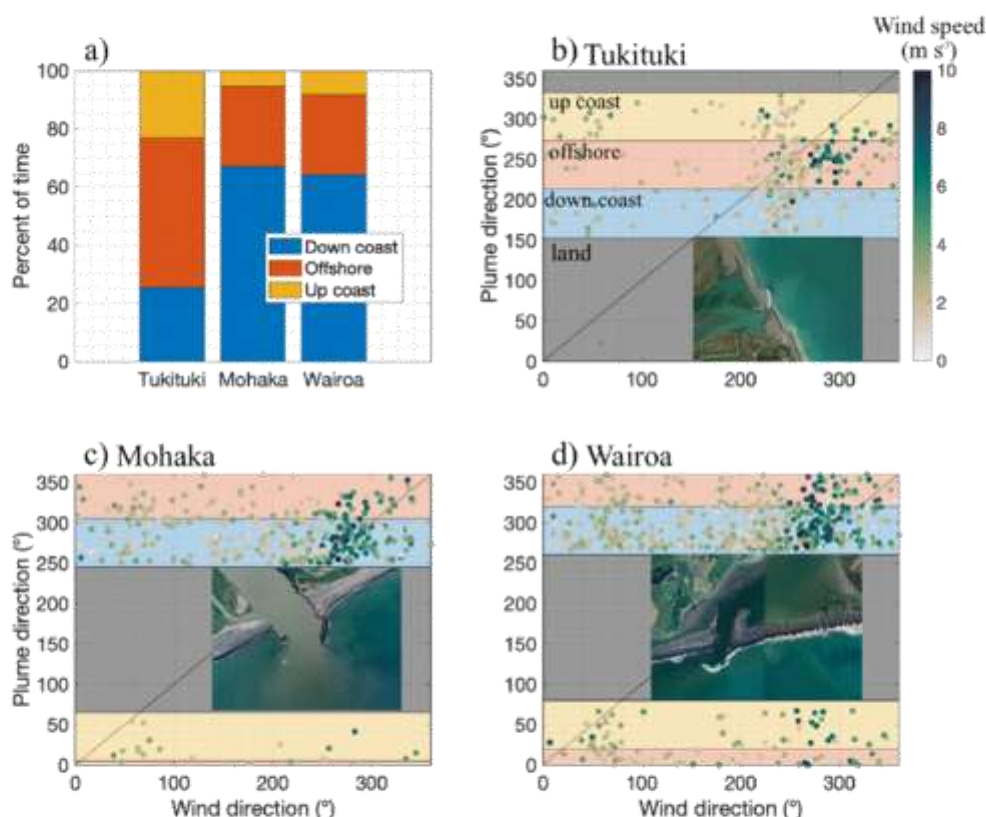 a)
Percent of time
100
80
60
40
20
0
Down coast
Offshore
Up coast
Tukituki Mohaka Wairoa
b) Tukituki
Wind speed
(m s⁻¹)
10
8
6
4
2
0
Plume direction (°)
350
300
250
200
150
100
50
0
up coast
offshore
down coast
land
0 100 200 300
c) Mohaka
Plume direction (°)
350
300
250
200
150
100
50
0
0 100 200 300
Wind direction (°)
d) Wairoa
350
300
250
200
150
100
50
0
0 100 200 300
Wind direction (°)